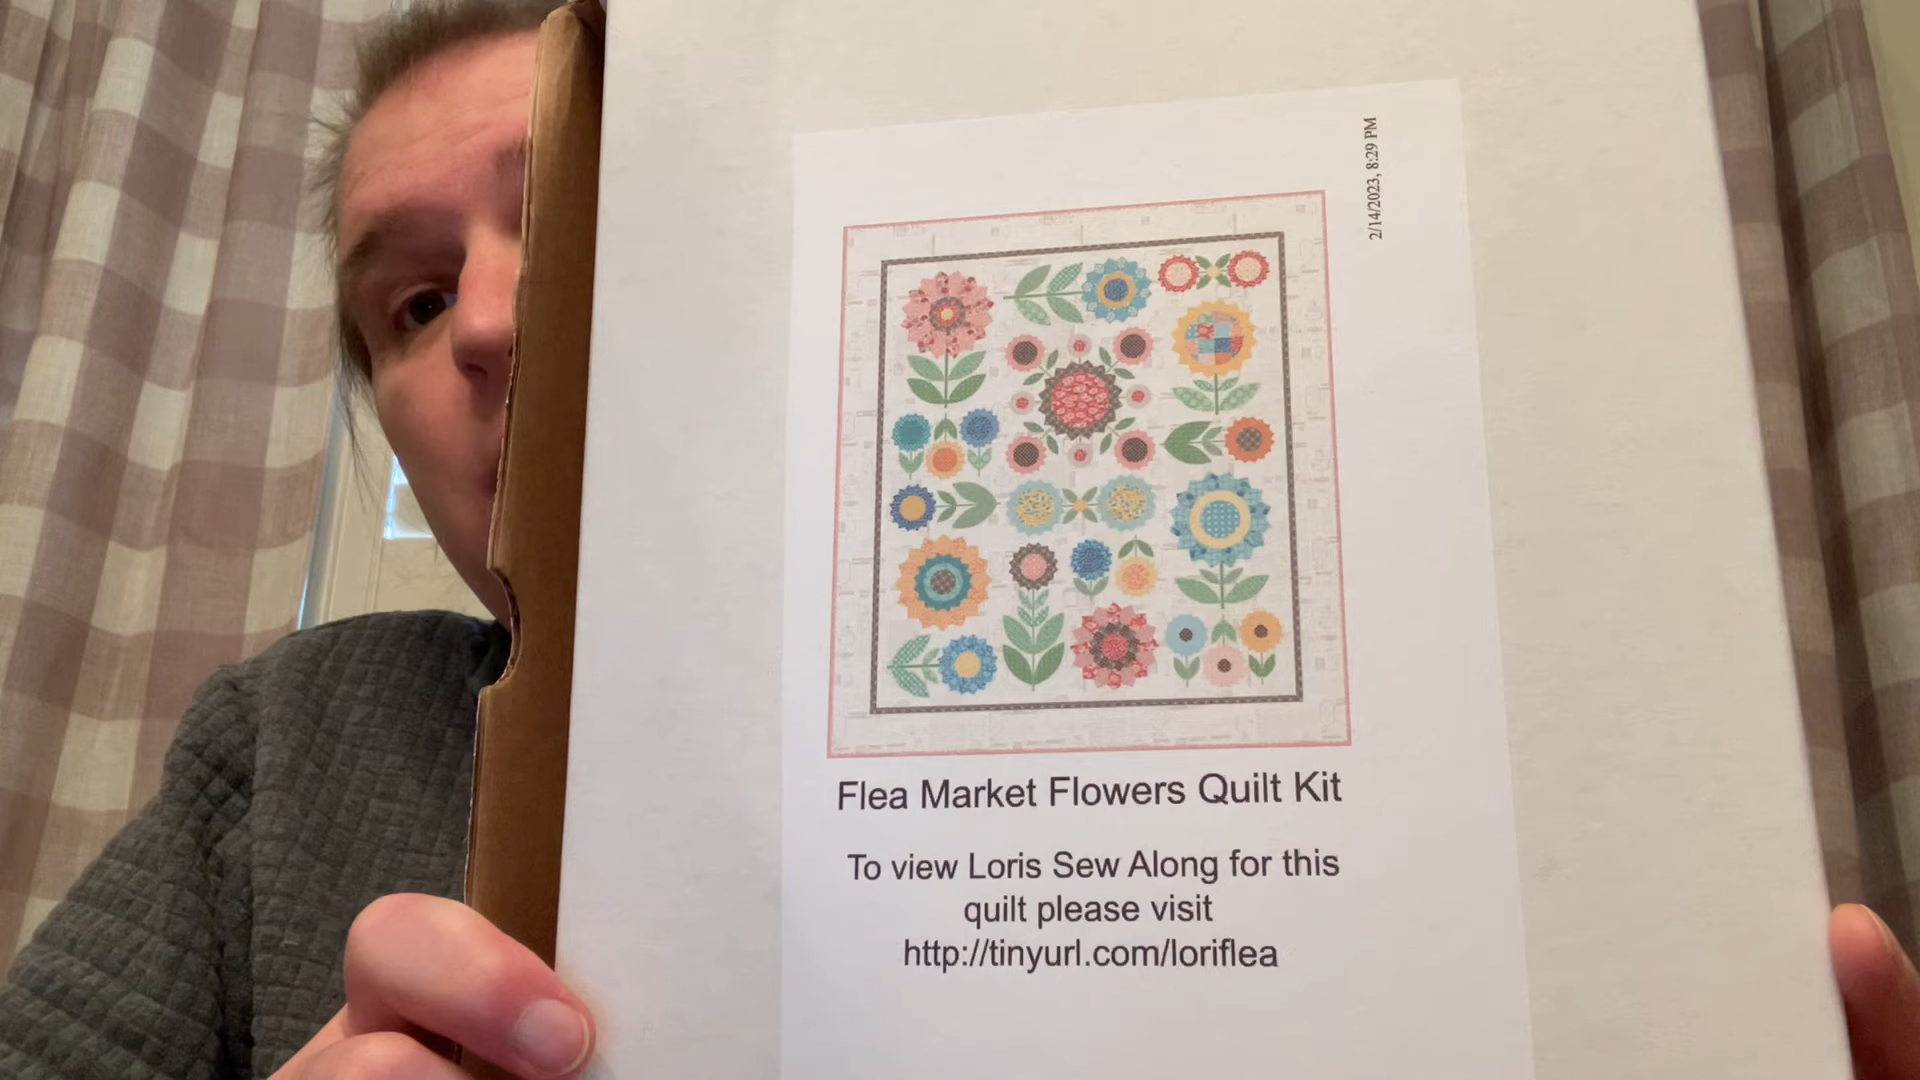 2/14/2023, 8:29 PM
Flea Market Flowers Quilt Kit
To view Loris Sew Along for this
quilt please visit
http://tinyurl.com/loriflea